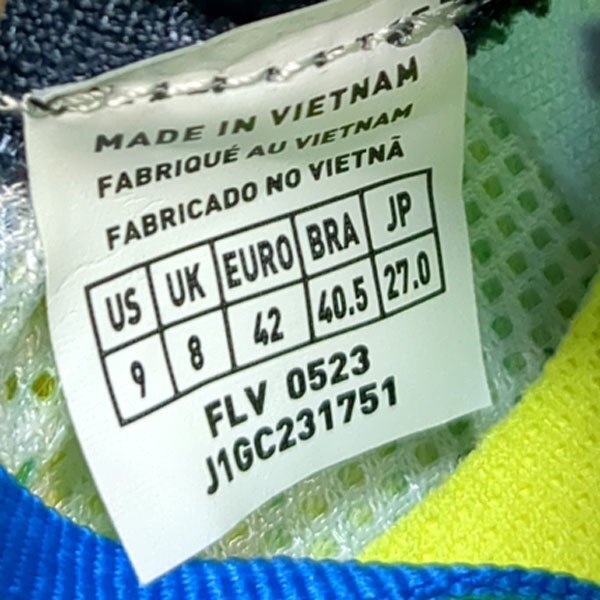 MADE IN VIETNAM
FABRIQUÉ AU VIETNAM
FABRICADO NO VIETNÃ
US UK EURO BRA JP
9 8 42 40.5 27.0
FLV 0523
J1GC231751